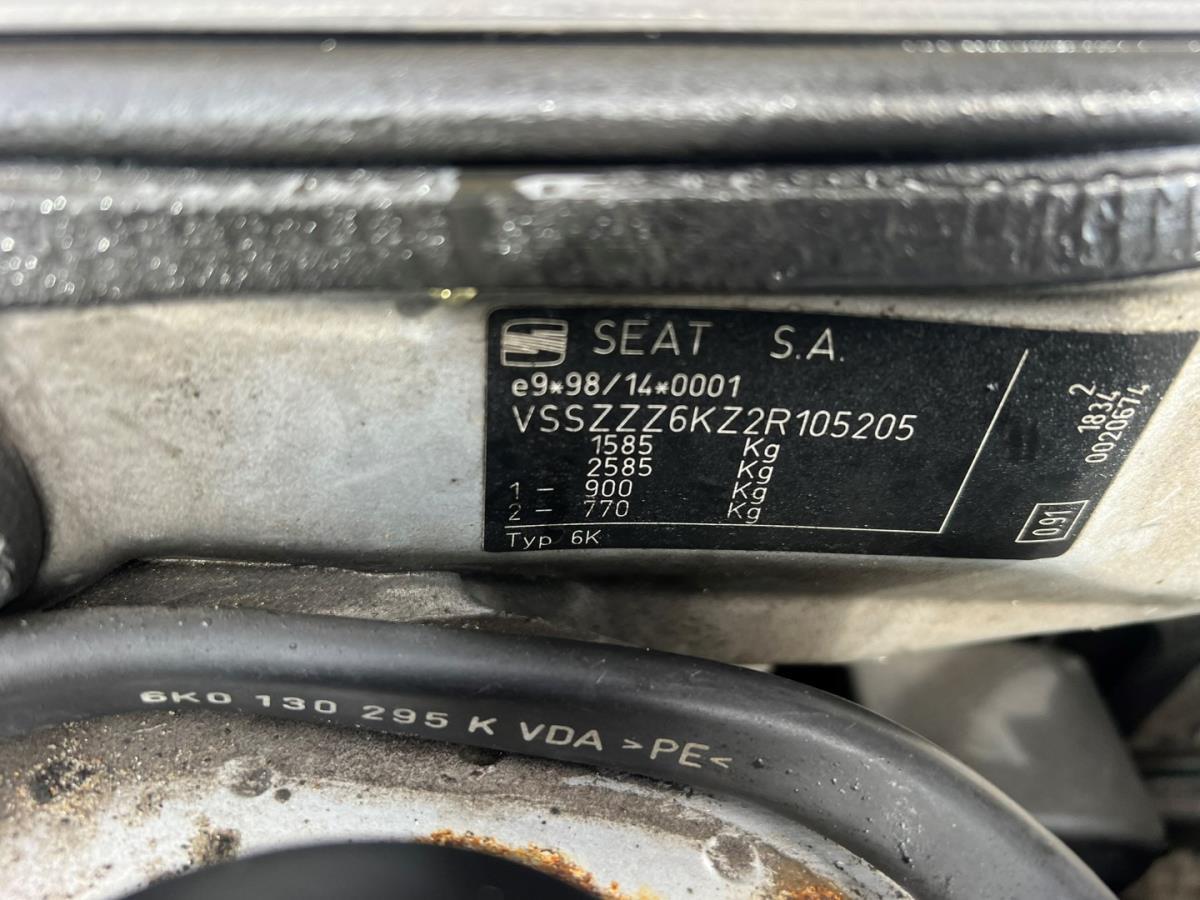 SEAT S.A.
e9*98/14*0001
VSSZZZ6KZ2R105205
1585 Kg
2585 Kg
1 - 900 Kg
2 - 770 Kg
Typ 6K
2
1834
0020674
091
6K0 130 295 K VDA >PE<